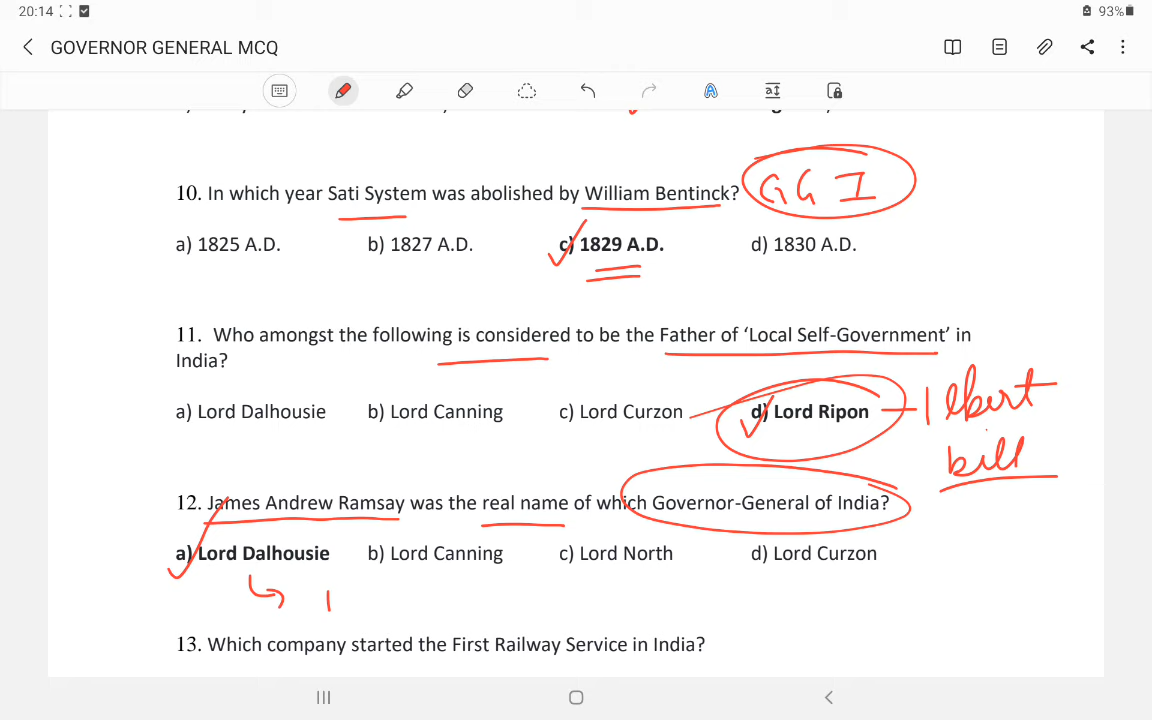 20:14
93%
GOVERNOR GENERAL MCQ
10. In which year Sati System was abolished by William Bentinck? GGI
a) 1825 A.D. b) 1827 A.D. c) 1829 A.D. d) 1830 A.D.
11. Who amongst the following is considered to be the Father of ‘Local Self-Government’ in
India?
a) Lord Dalhousie b) Lord Canning c) Lord Curzon d) Lord Ripon - Ilbert
bill
12. James Andrew Ramsay was the real name of which Governor-General of India?
a) Lord Dalhousie b) Lord Canning c) Lord North d) Lord Curzon
13. Which company started the First Railway Service in India?